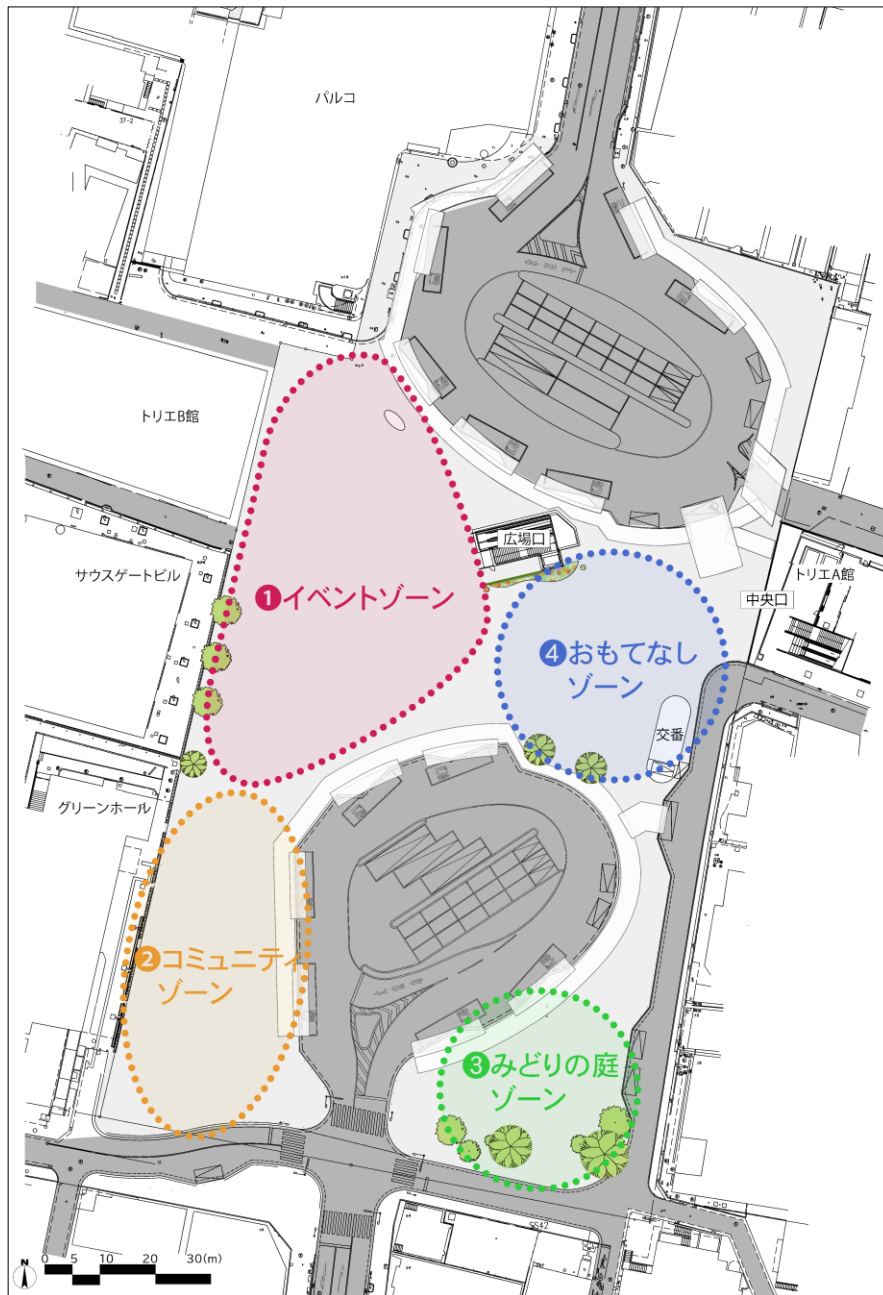 パルコ
37-2
トリエB館
広場口
サウスゲートビル
トリエA館
中央口
❶イベントゾーン
❹おもてなし
ゾーン
交番
グリーンホール
❷コミュニティ
ゾーン
❸みどりの庭
ゾーン
SS42
N
0 5 10 20 30(m)